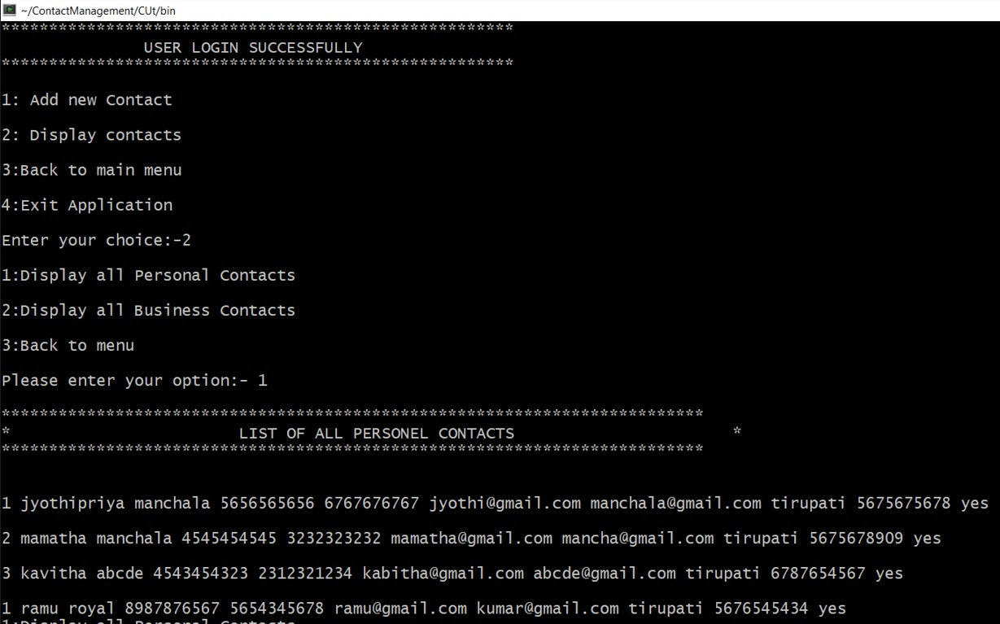 ~/ContactManagement/CUt/bin
******************************************************
USER LOGIN SUCCESSFULLY
******************************************************
1: Add new Contact
2: Display contacts
3:Back to main menu
4:Exit Application
Enter your choice:-2
1:Display all Personal Contacts
2:Display all Business Contacts
3:Back to menu
Please enter your option:- 1
**************************************************************************
* LIST OF ALL PERSONEL CONTACTS *
**************************************************************************
1 jyothipriya manchala 5656565656 6767676767 jyothi@gmail.com manchala@gmail.com tirupati 5675675678 yes
2 mamatha manchala 4545454545 3232323232 mamatha@gmail.com mancha@gmail.com tirupati 5675678909 yes
3 kavitha abcde 4543454323 2312321234 kabitha@gmail.com abcde@gmail.com tirupati 6787654567 yes
1 ramu royal 8987876567 5654345678 ramu@gmail.com kumar@gmail.com tirupati 5676545434 yes
1:Display all Personal Contacts